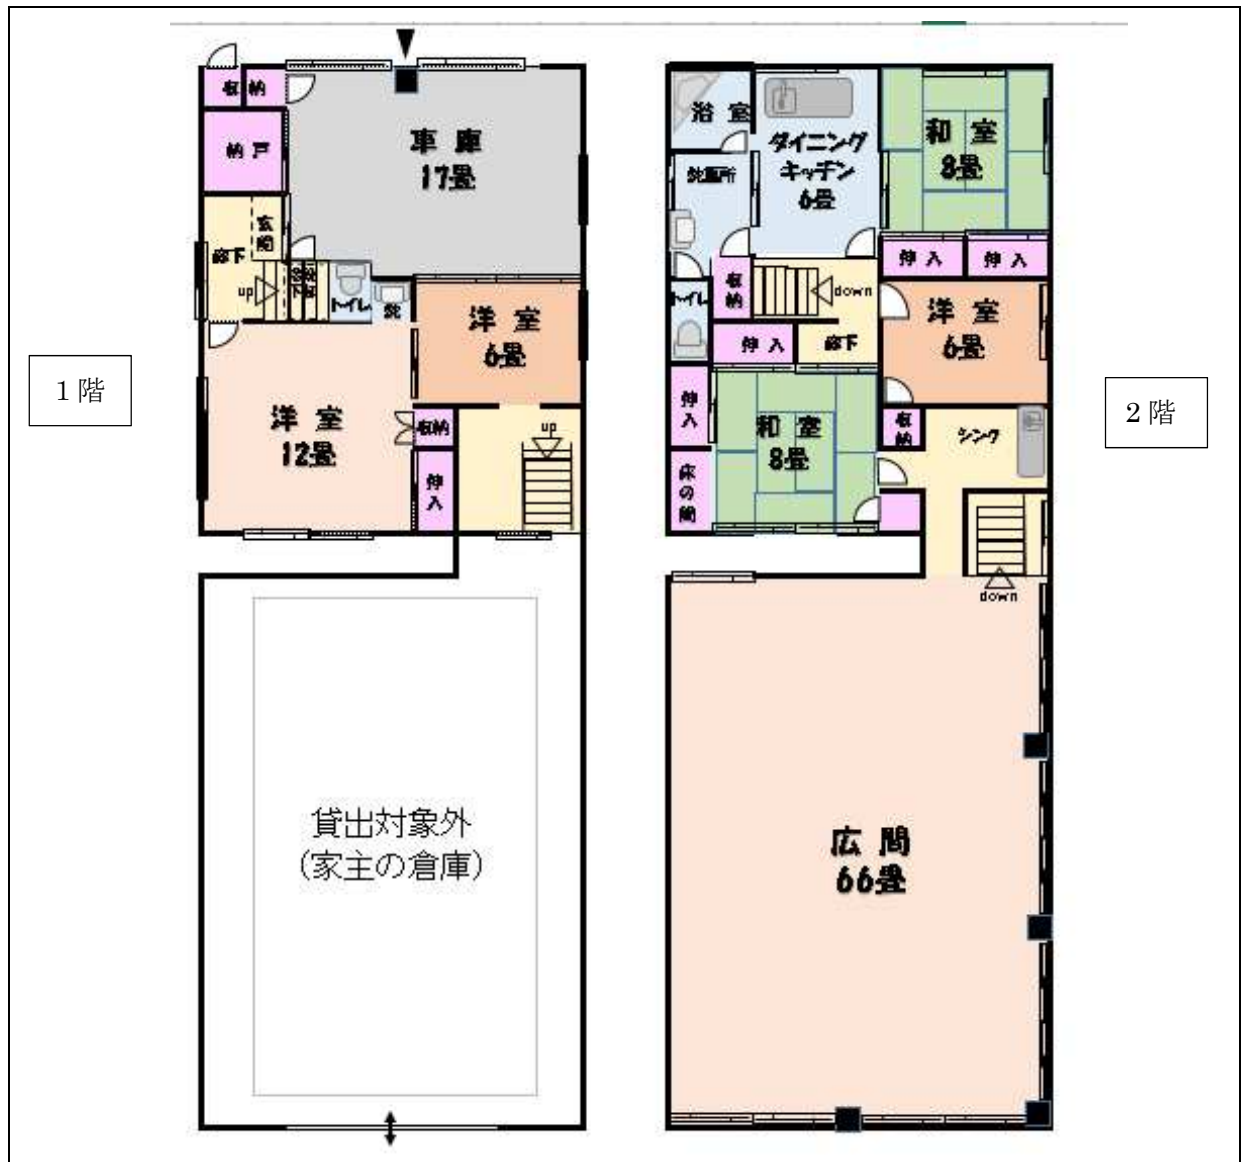 1階
収納
納戸
車庫
17畳
玄関
廊下
up
階段下
トイレ
洗
洋室
6畳
洋室
12畳
収納
押入
up
貸出対象外
(家主の倉庫)
2階
浴室
洗面所
ダイニング
キッチン
6畳
和室
8畳
押入
押入
収納
down
トイレ
押入
廊下
洋室
6畳
押入
和室
8畳
収納
シンク
床の間
down
広間
66畳